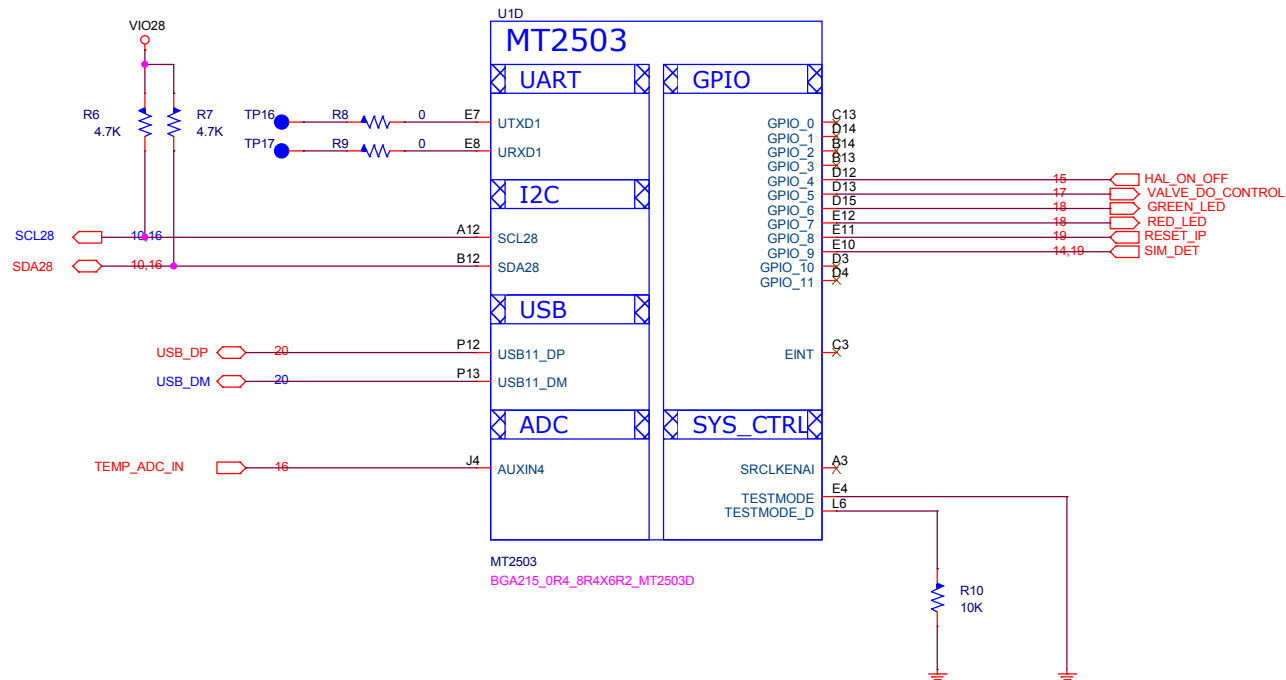 U1D
VIO28
MT2503
UART
GPIO
R6
4.7K
R7
4.7K
TP16
R8
0
E7
UTXD1
TP17
R9
0
E8
URXD1
GPIO_0
C13
GPIO_1
D14
GPIO_2
B14
GPIO_3
B13
GPIO_4
D12
15
HAL_ON_OFF
GPIO_5
D13
17
VALVE_DO_CONTROL
GPIO_6
D15
18
GREEN_LED
GPIO_7
E12
18
RED_LED
GPIO_8
E11
19
RESET_IP
GPIO_9
E10
14,19
SIM_DET
GPIO_10
D3
GPIO_11
D4
I2C
SCL28
10,16
A12
SCL28
SDA28
10,16
B12
SDA28
USB
USB_DP
20
P12
USB11_DP
EINT
C3
USB_DM
20
P13
USB11_DM
ADC
SYS_CTRL
TEMP_ADC_IN
16
J4
AUXIN4
SRCLKENAI
A3
TESTMODE
E4
TESTMODE_D
L6
MT2503
BGA215_0R4_8R4X6R2_MT2503D
R10
10K